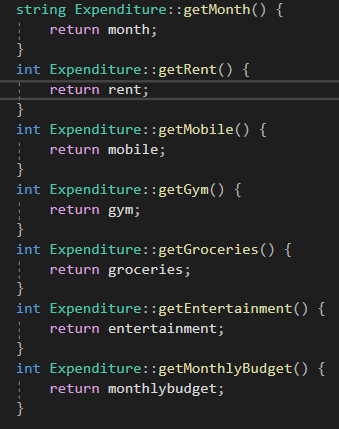 string Expenditure::getMonth() {
    return month;
}
int Expenditure::getRent() {
    return rent;
}
int Expenditure::getMobile() {
    return mobile;
}
int Expenditure::getGym() {
    return gym;
}
int Expenditure::getGroceries() {
    return groceries;
}
int Expenditure::getEntertainment() {
    return entertainment;
}
int Expenditure::getMonthlyBudget() {
    return monthlybudget;
}